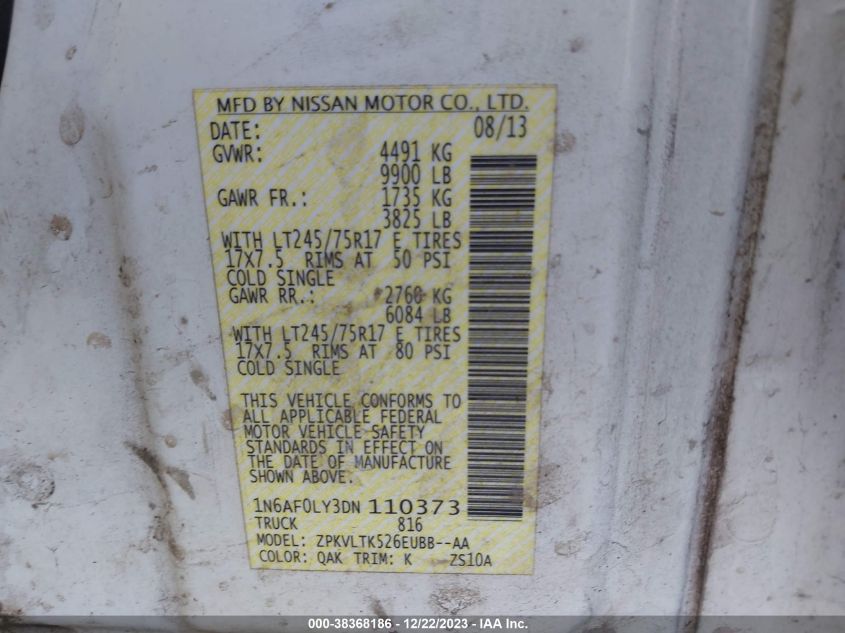 MFD BY NISSAN MOTOR CO., LTD.
DATE: 08/13
GVWR: 4491 KG
9900 LB
GAWR FR.: 1735 KG
3825 LB
WITH LT245/75R17 E TIRES
17X7.5 RIMS AT 50 PSI
COLD SINGLE
GAWR RR.: 2760 KG
6084 LB
WITH LT245/75R17 E TIRES
17X7.5 RIMS AT 80 PSI
COLD SINGLE
THIS VEHICLE CONFORMS TO
ALL APPLICABLE FEDERAL
MOTOR VEHICLE SAFETY
STANDARDS IN EFFECT ON
THE DATE OF MANUFACTURE
SHOWN ABOVE.
1N6AF0LY3DN 110373
TRUCK 816
MODEL: ZPKVLTK526EUBB--AA
COLOR: QAK TRIM: K ZS10A
000-38368186 - 12/22/2023 - IAA Inc.